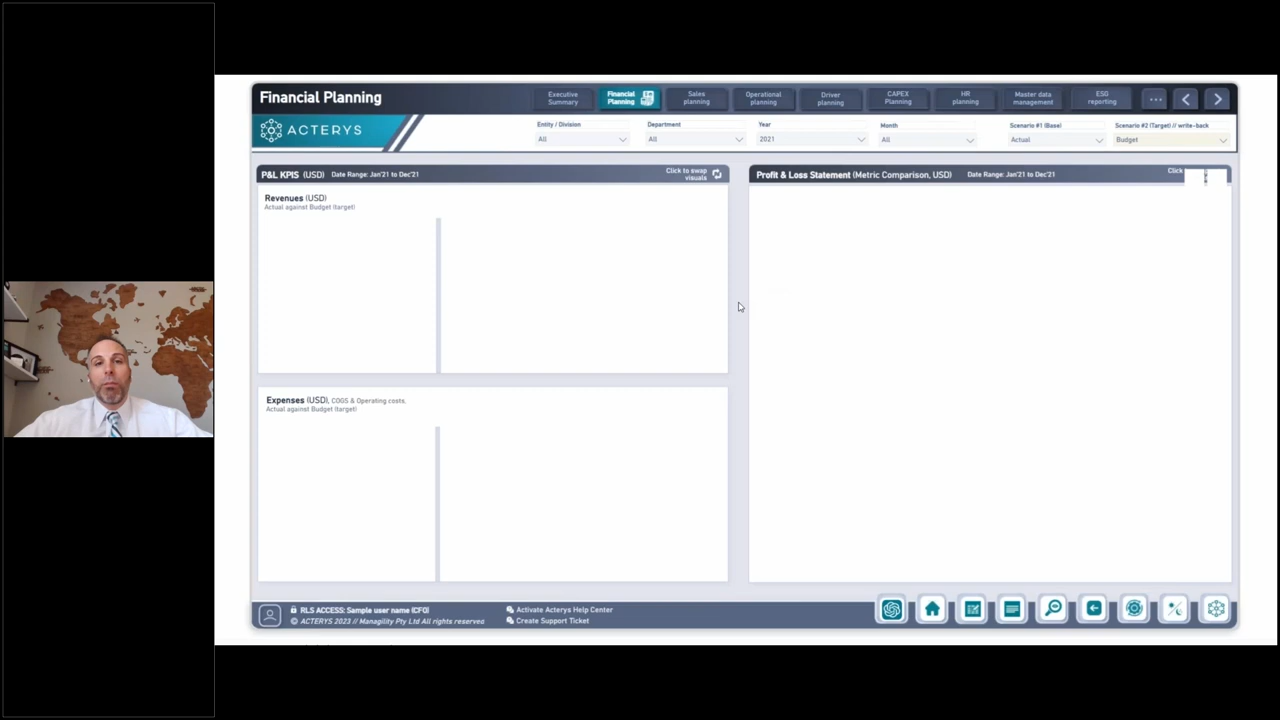 Financial Planning
Executive
Summary
Financial
Planning
Sales
planning
Operational
planning
Driver
planning
CAPEX
Planning
HR
planning
Master data
management
ESG
reporting
ACTERYS
Entity / Division
All
Department
All
Year
2021
Month
All
Scenario #1 (Base)
Actual
Scenario #2 (Target) // write-back
Budget
P&L KPIS (USD) Date Range: Jan'21 to Dec'21
Click to swap
visuals
Profit & Loss Statement (Metric Comparison, USD) Date Range: Jan'21 to Dec'21
Click
Revenues (USD)
Actual against Budget (target)
Expenses (USD), COGS & Operating costs.
Actual against Budget (target)
RLS ACCESS: Sample user name (CFO)
© ACTERYS 2023 // Managility Pty Ltd All rights reserved
Activate Acterys Help Center
Create Support Ticket